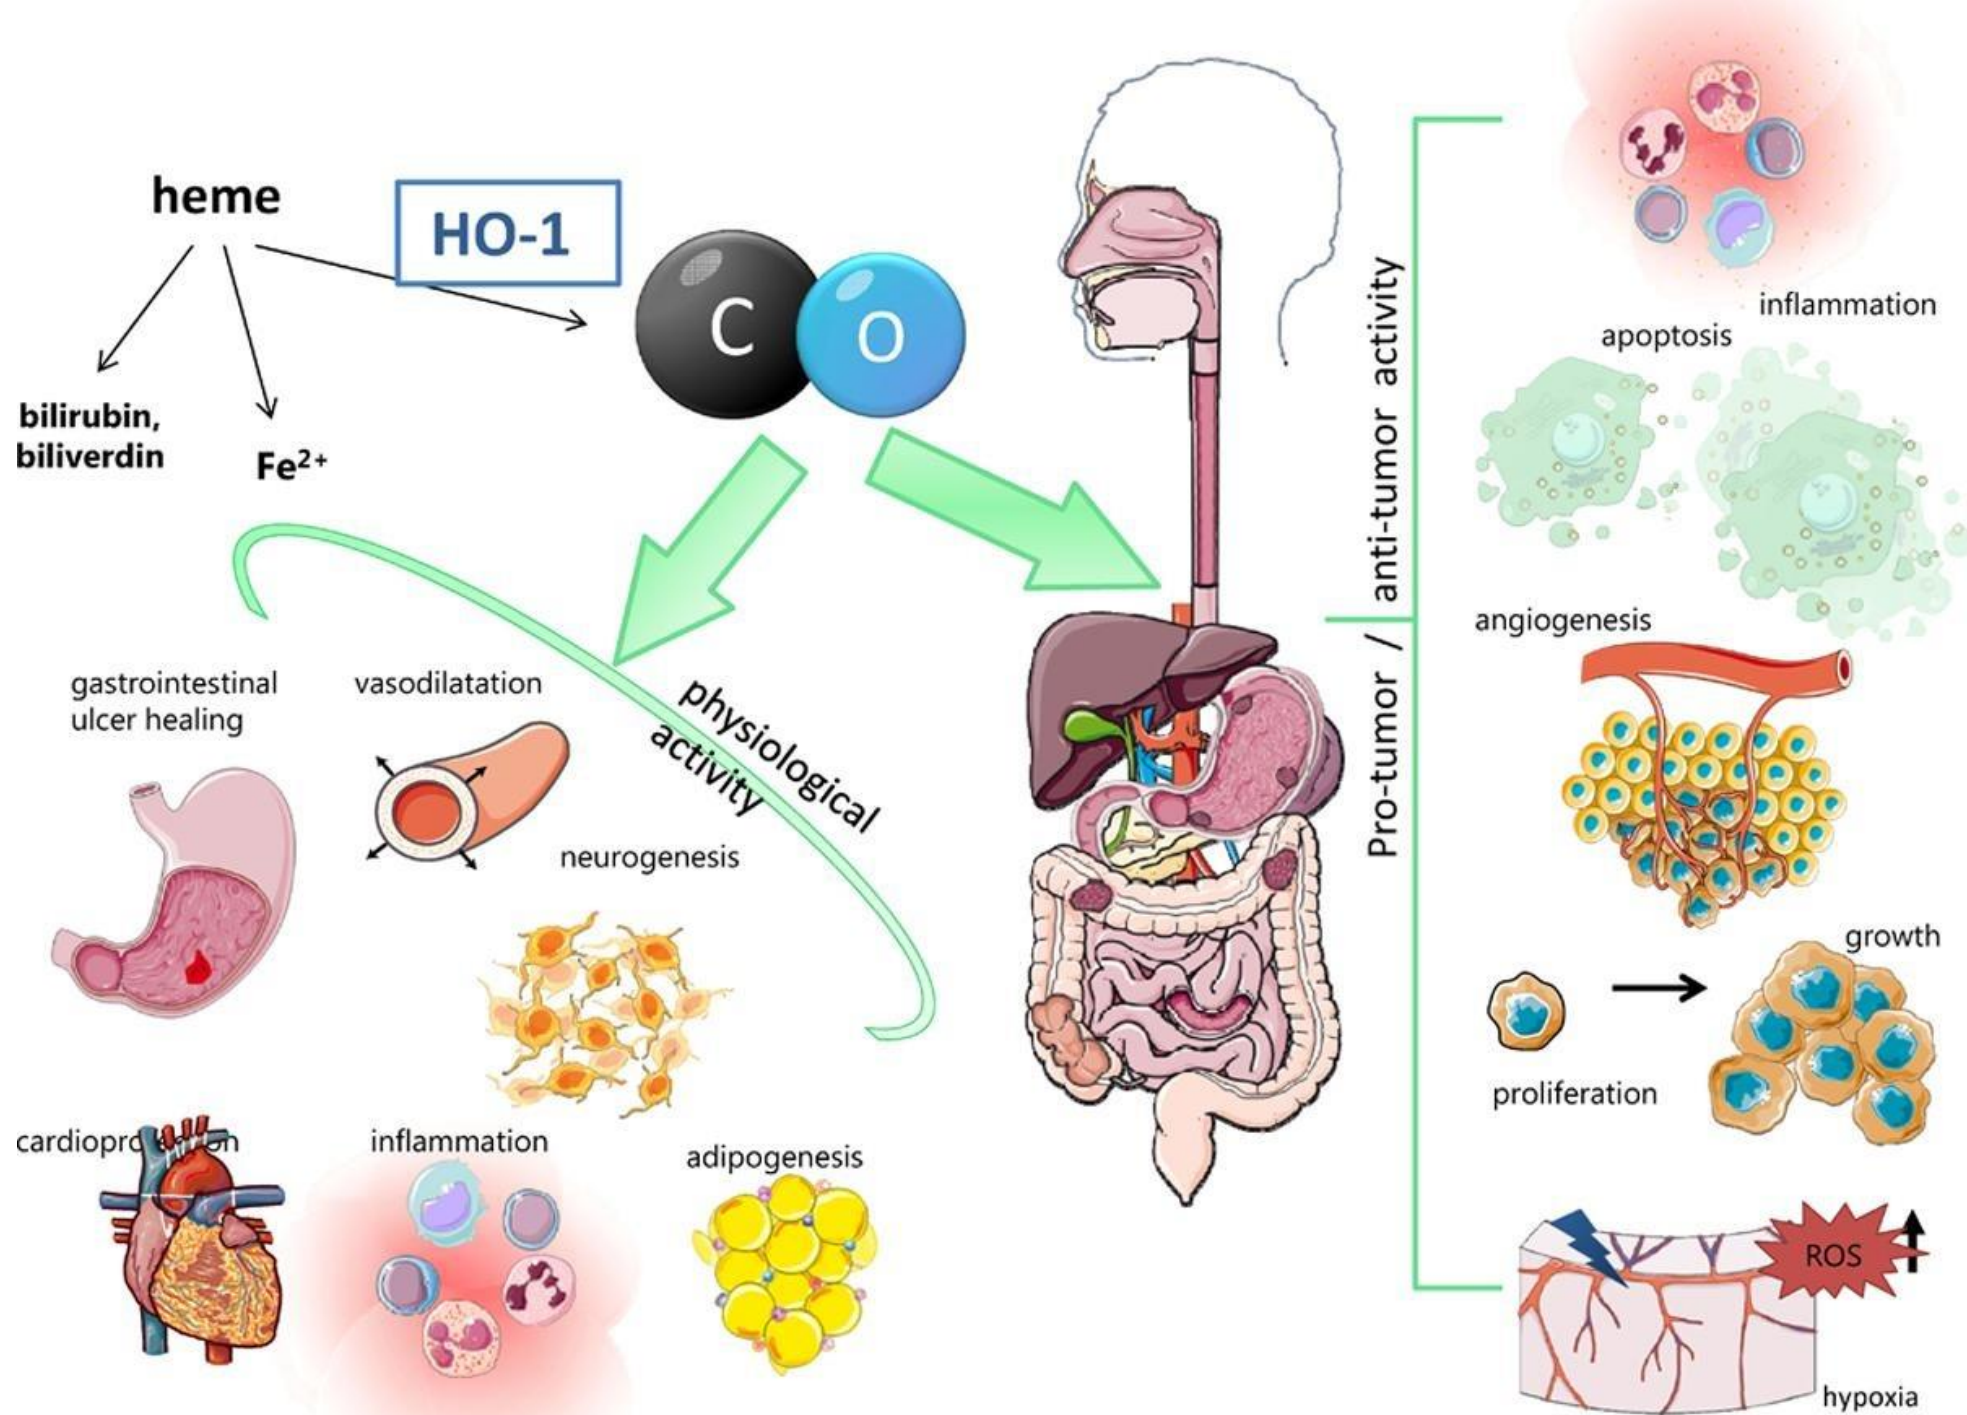 heme
HO-1
C
O
bilirubin,
biliverdin
Fe²⁺
physiological
activity
gastrointestinal
ulcer healing
vasodilatation
neurogenesis
inflammation
adipogenesis
Pro-tumor / anti-tumor activity
inflammation
apoptosis
angiogenesis
growth
proliferation
ROS
hypoxia